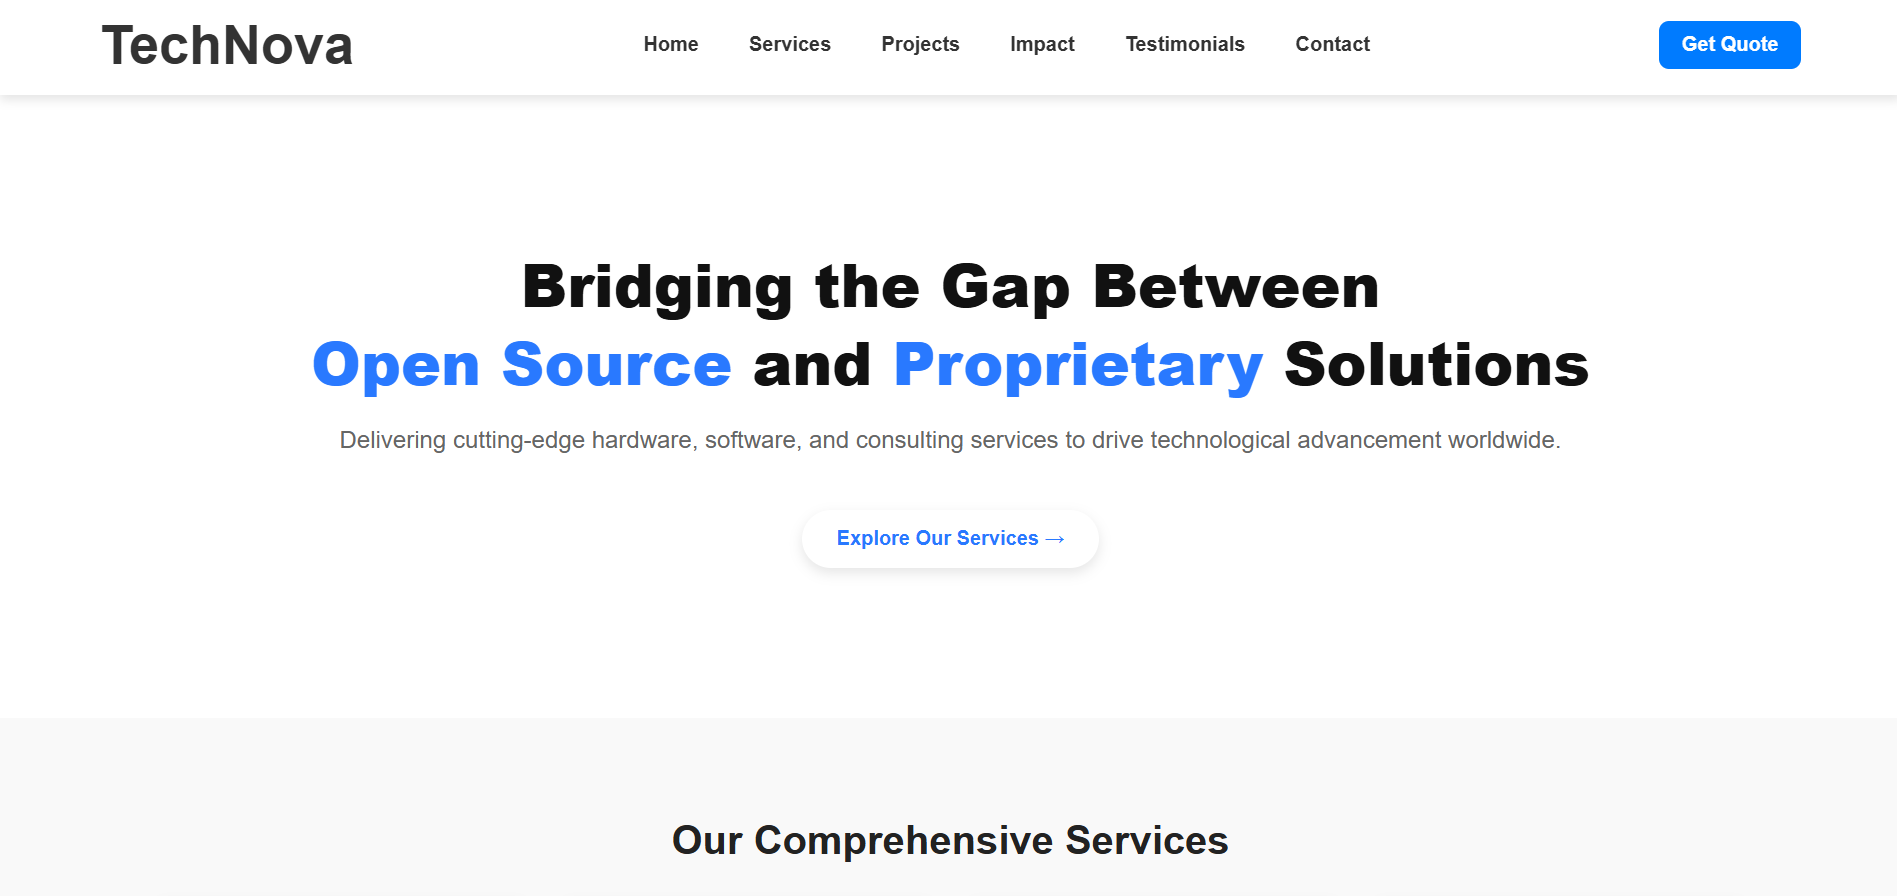 TechNova
Home Services Projects Impact Testimonials Contact
Get Quote
Bridging the Gap Between
Open Source and Proprietary Solutions
Delivering cutting-edge hardware, software, and consulting services to drive technological advancement worldwide.
Explore Our Services →
Our Comprehensive Services